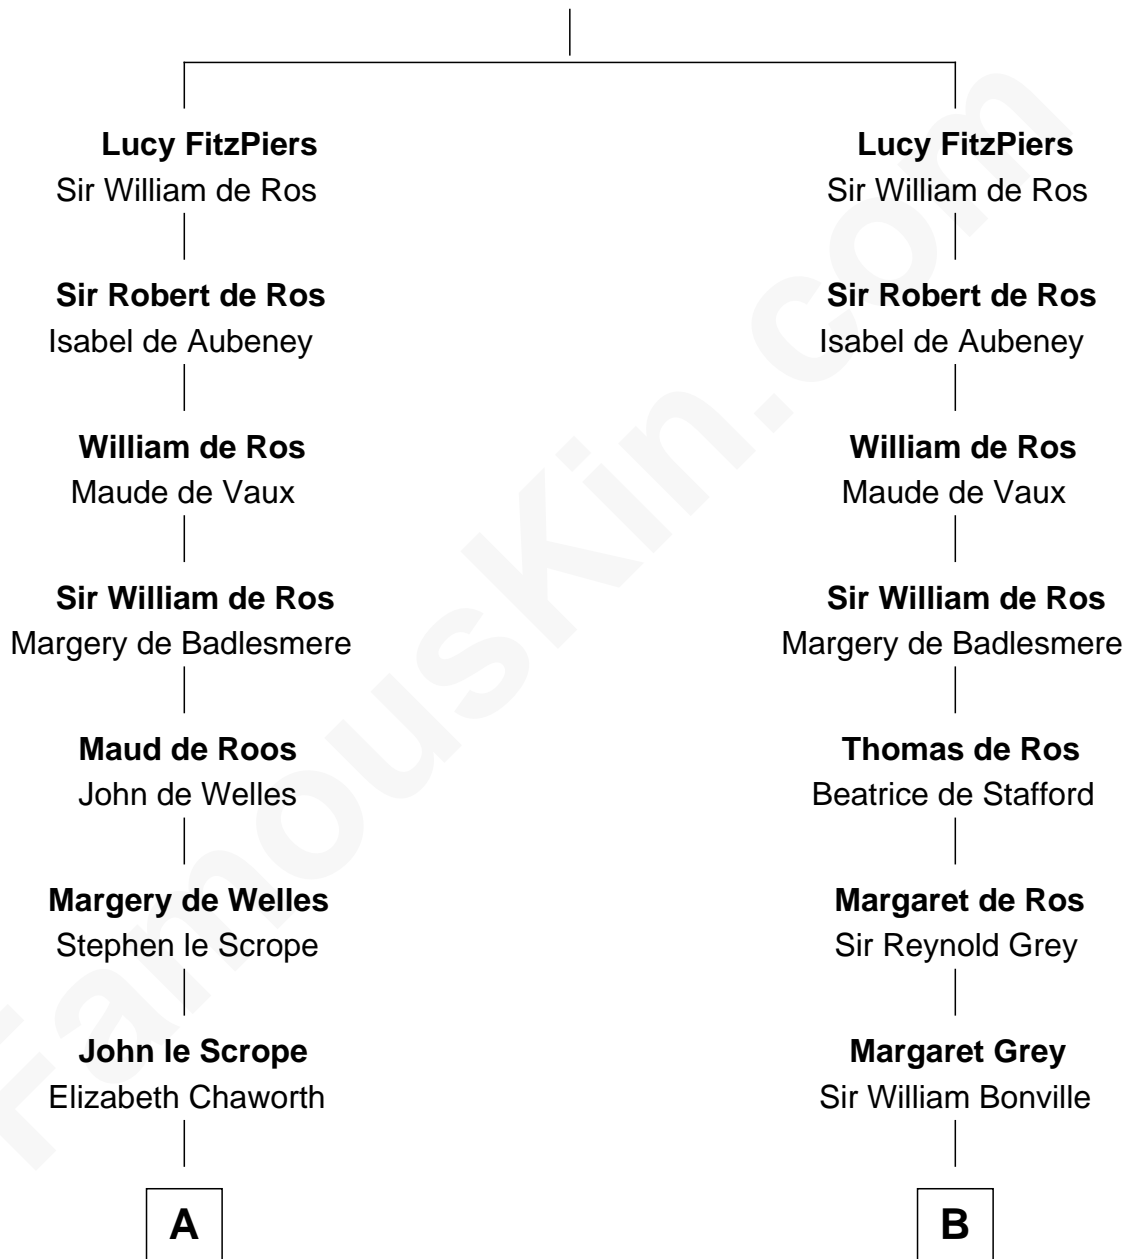 Lucy FitzPiers
Sir William de Ros
Sir Robert de Ros
Isabel de Aubeney
William de Ros
Maude de Vaux
Sir William de Ros
Margery de Badlesmere
Maud de Roos
John de Welles
Margery de Welles
Stephen le Scrope
John le Scrope
Elizabeth Chaworth
A
Lucy FitzPiers
Sir William de Ros
Sir Robert de Ros
Isabel de Aubeney
William de Ros
Maude de Vaux
Sir William de Ros
Margery de Badlesmere
Thomas de Ros
Beatrice de Stafford
Margaret de Ros
Sir Reynold Grey
Margaret Grey
Sir William Bonville
B
FamousKin.com